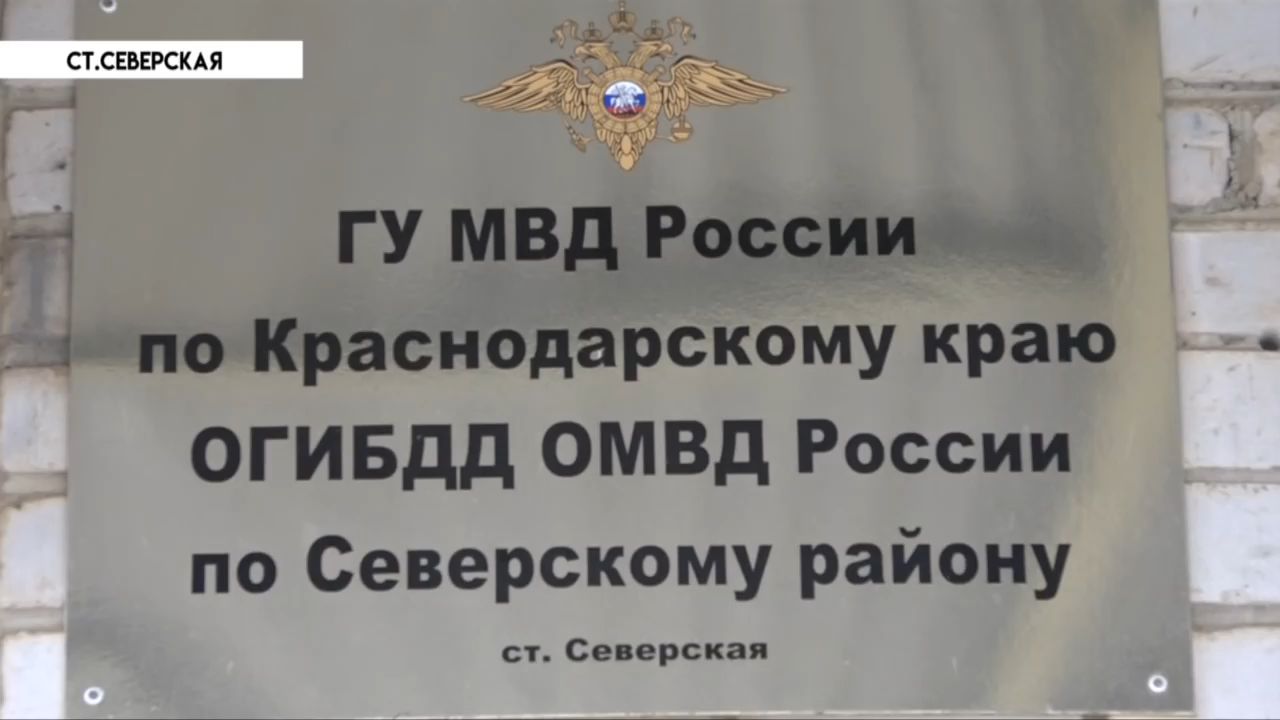 СТ.СЕВЕРСКАЯ
ГУ МВД России
по Краснодарскому краю
ОГИБДД ОМВД России
по Северскому району
ст. Северская